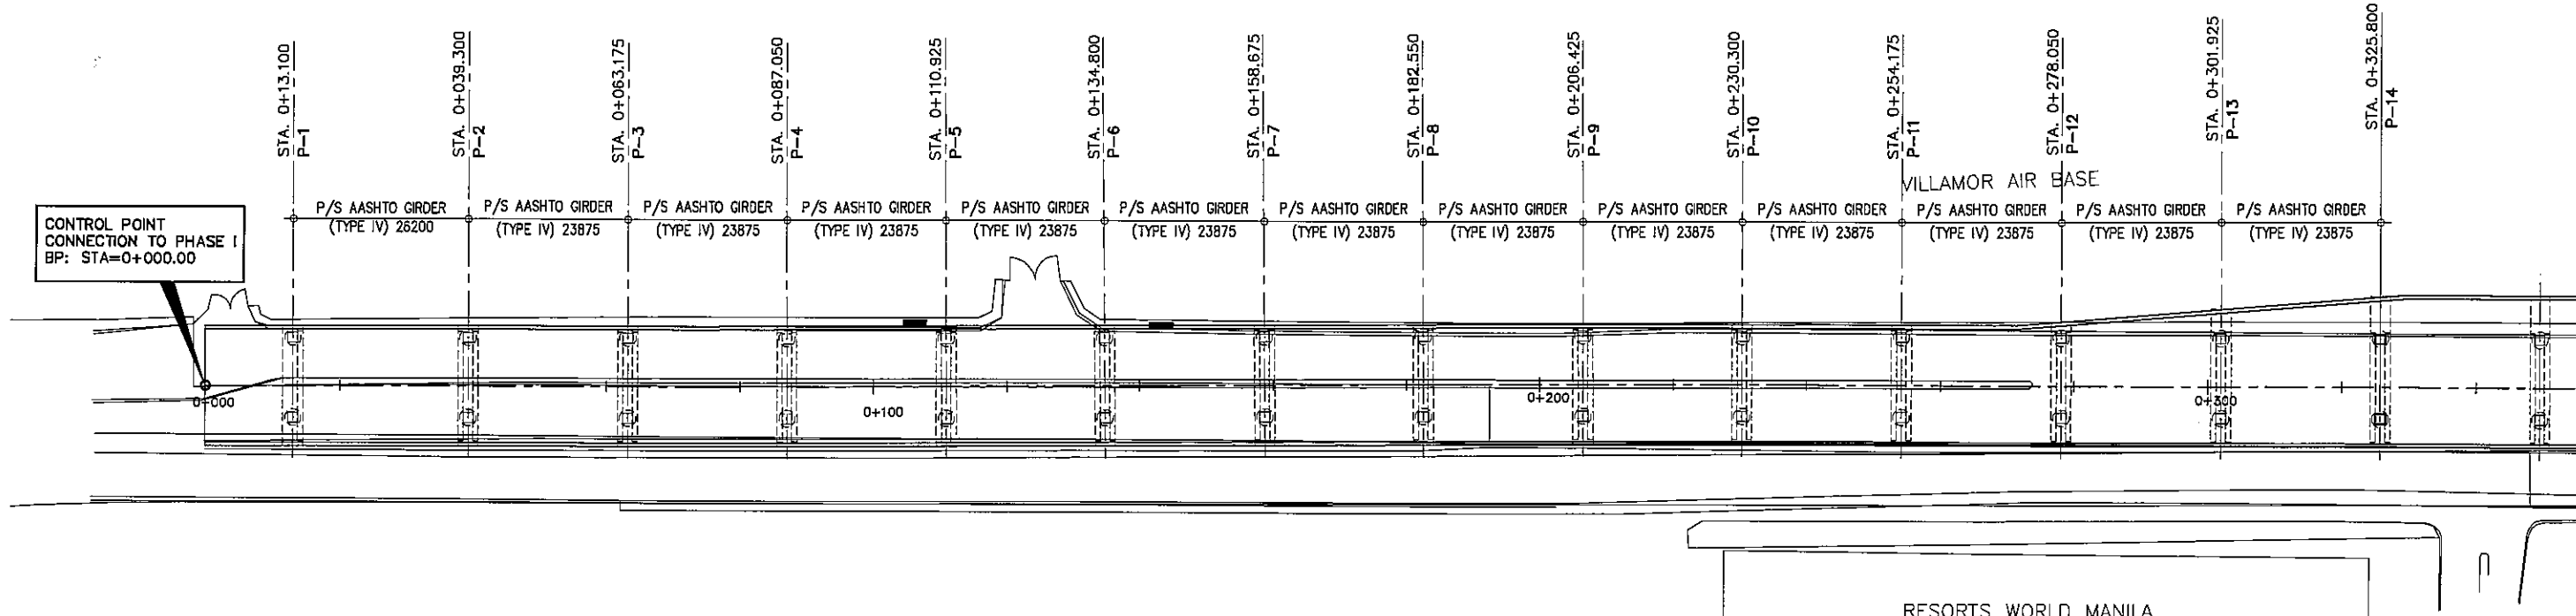 STA. 0+13.100
P-1
STA. 0+039.300
P-2
STA. 0+063.175
P-3
STA. 0+087.050
P-4
STA. 0+110.925
P-5
STA. 0+134.800
P-6
STA. 0+158.675
P-7
STA. 0+182.550
P-8
STA. 0+206.425
P-9
STA. 0+230.300
P-10
STA. 0+254.175
P-11
STA. 0+278.050
P-12
STA. 0+301.925
P-13
STA. 0+325.800
P-14
VILLAMOR AIR BASE
P/S AASHTO GIRDER
(TYPE IV) 26200
P/S AASHTO GIRDER
(TYPE IV) 23875
P/S AASHTO GIRDER
(TYPE IV) 23875
P/S AASHTO GIRDER
(TYPE IV) 23875
P/S AASHTO GIRDER
(TYPE IV) 23875
P/S AASHTO GIRDER
(TYPE IV) 23875
P/S AASHTO GIRDER
(TYPE IV) 23875
P/S AASHTO GIRDER
(TYPE IV) 23875
P/S AASHTO GIRDER
(TYPE IV) 23875
P/S AASHTO GIRDER
(TYPE IV) 23875
P/S AASHTO GIRDER
(TYPE IV) 23875
P/S AASHTO GIRDER
(TYPE IV) 23875
P/S AASHTO GIRDER
(TYPE IV) 23875
CONTROL POINT
CONNECTION TO PHASE I
BP: STA=0+000.00
0+000
0+100
0+200
0+300
RESORTS WORLD MANILA